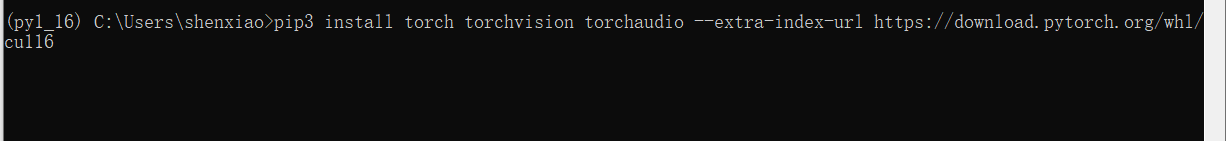 (py1_16) C:\Users\shenxiao>pip3 install torch torchvision torchaudio --extra-index-url https://download.pytorch.org/whl/
cu116